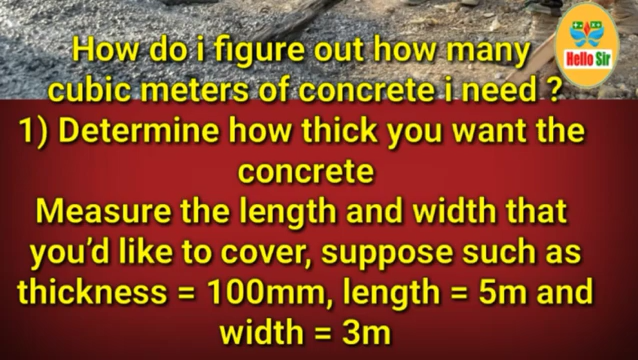 How do i figure out how many
cubic meters of concrete i need ?
1) Determine how thick you want the
concrete
Measure the length and width that
you'd like to cover, suppose such as
thickness = 100mm, length = 5m and
width = 3m
Hello Sir